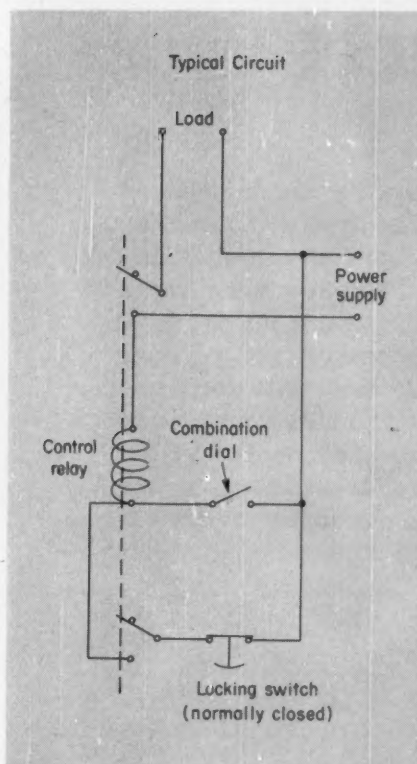 Typical Circuit
Load
Power
supply
Combination
dial
Control
relay
Locking switch
(normally closed)